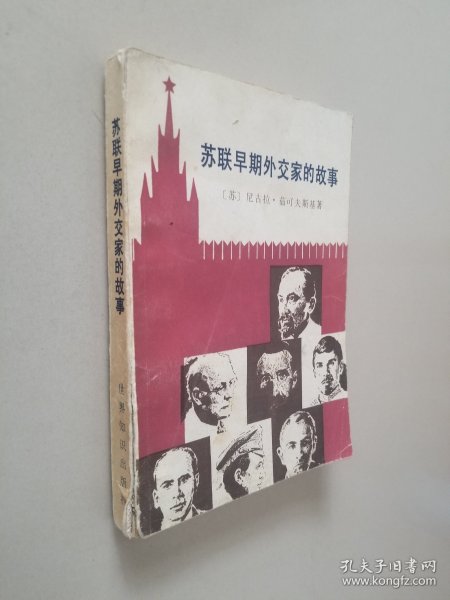 苏联早期外交家的故事
〔苏〕尼古拉·茹可夫斯基著
苏联早期外交家的故事
世界知识出版社
孔夫子旧书网
www.kongfz.com